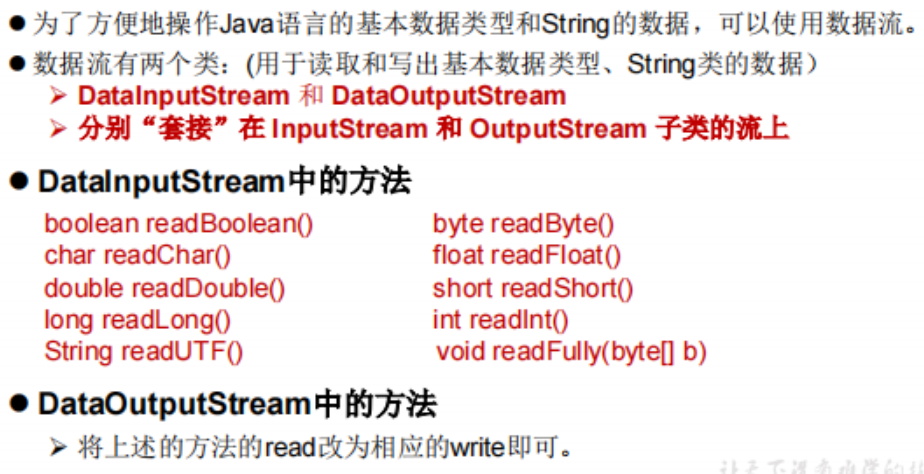 ● 为了方便地操作Java语言的基本数据类型和String的数据，可以使用数据流。
● 数据流有两个类：(用于读取和写出基本数据类型、String类的数据）
➢ DataInputStream 和 DataOutputStream
➢ 分别“套接”在 InputStream 和 OutputStream 子类的流上
● DataInputStream中的方法
boolean readBoolean() byte readByte()
char readChar() float readFloat()
double readDouble() short readShort()
long readLong() int readInt()
String readUTF() void readFully(byte[] b)
● DataOutputStream中的方法
➢ 将上述的方法的read改为相应的write即可。